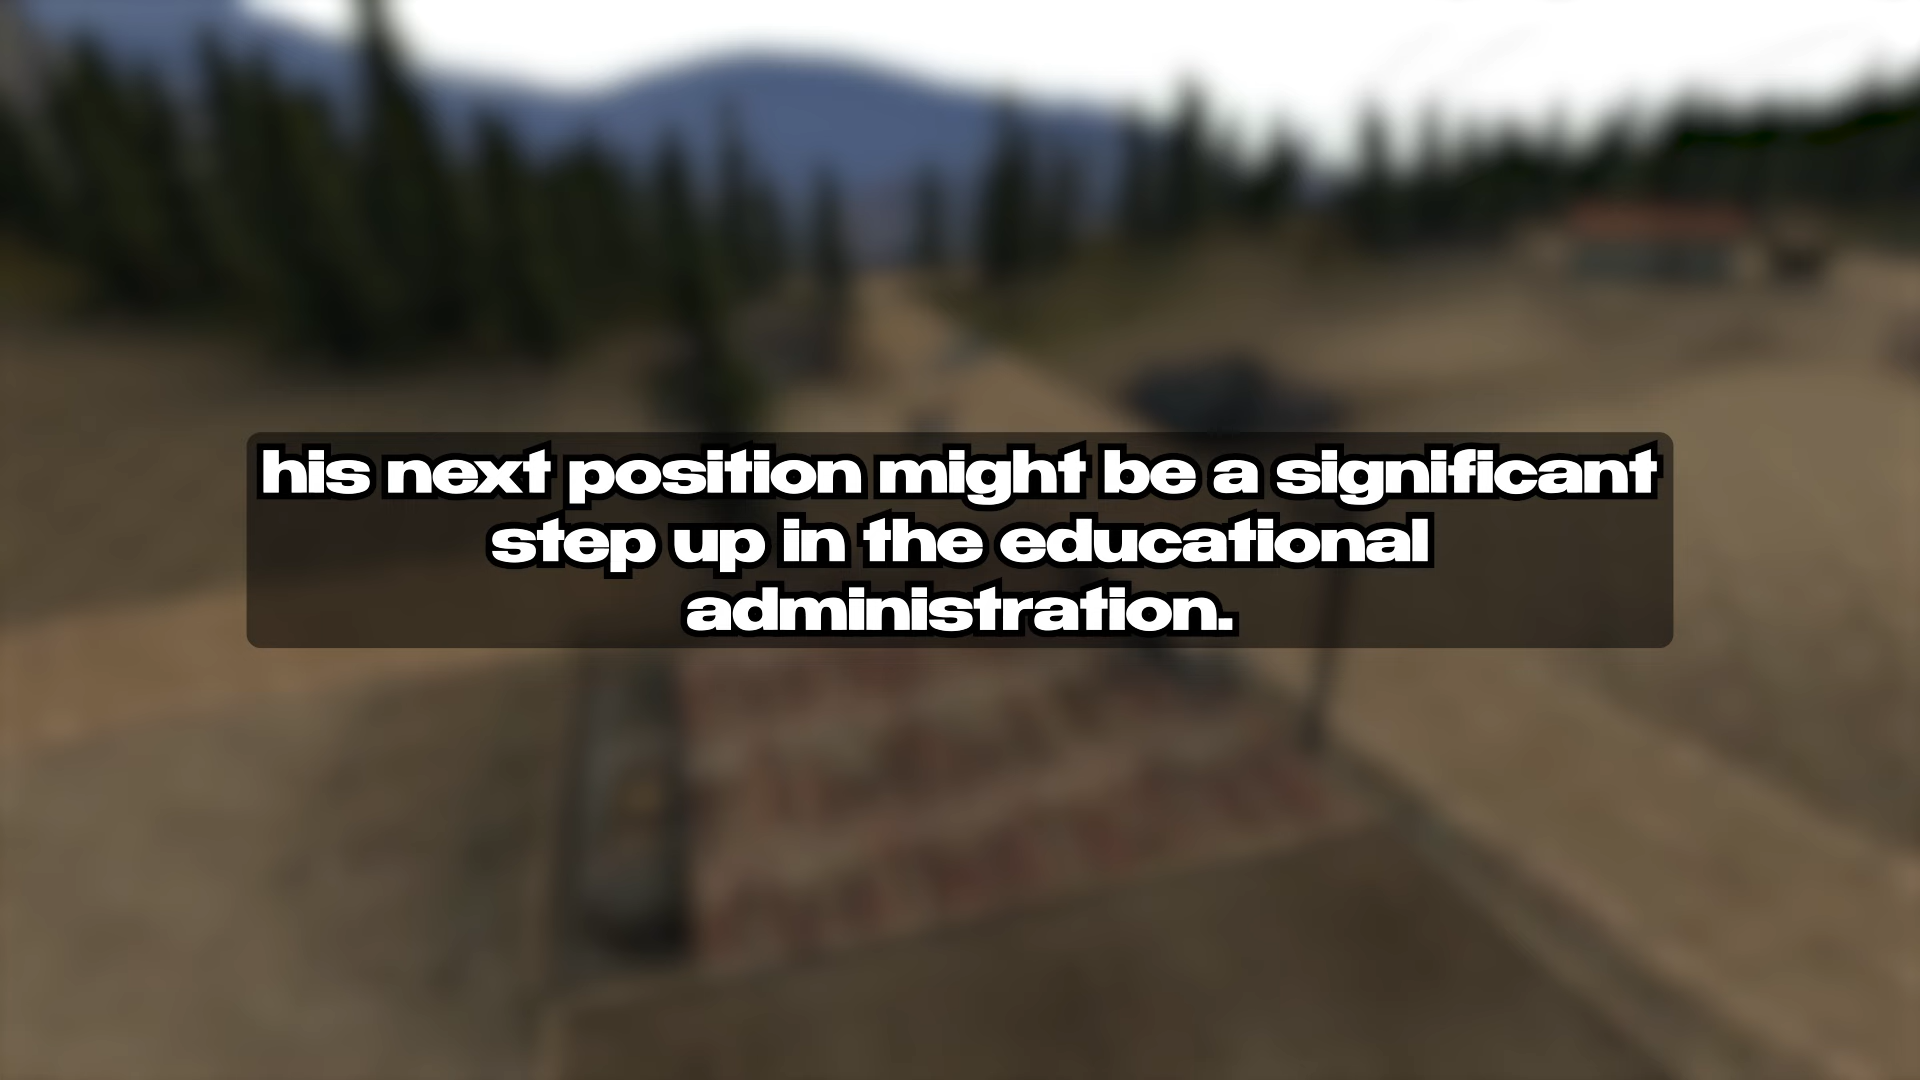 his next position might be a significant
step up in the educational
administration.